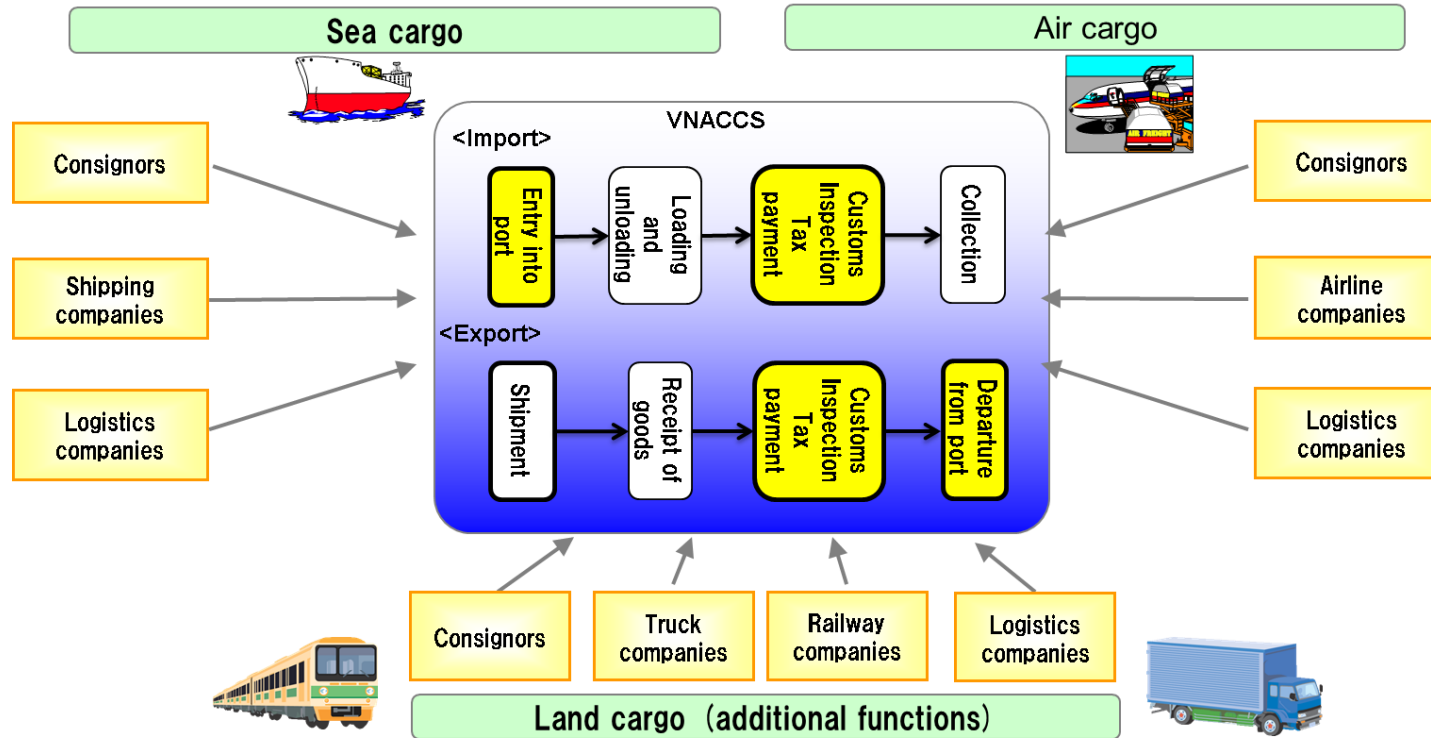 Sea cargo
Air cargo
AIR FREIGHT
VNACCS
<Import>
Consignors
Shipping
companies
Logistics
companies
Entry into
port
Loading
and
unloading
Customs
Inspection
Tax
payment
Collection
<Export>
Shipment
Receipt of
goods
Customs
Inspection
Tax
payment
Departure
from port
Consignors
Airline
companies
Logistics
companies
Consignors
Truck
companies
Railway
companies
Logistics
companies
Land cargo (additional functions)